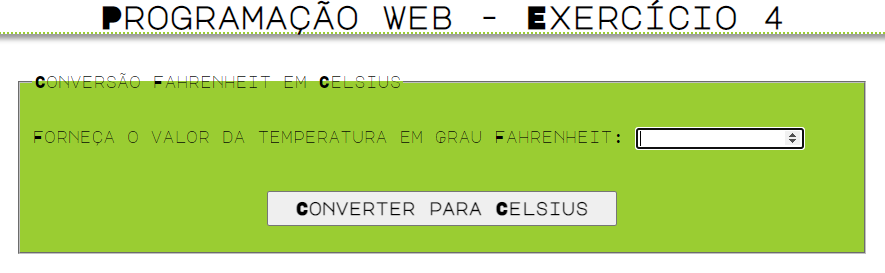 Programação web - Exercício 4
Conversão Fahrenheit em Celsius
Forneça o valor da temperatura em grau Fahrenheit:
Converter para Celsius